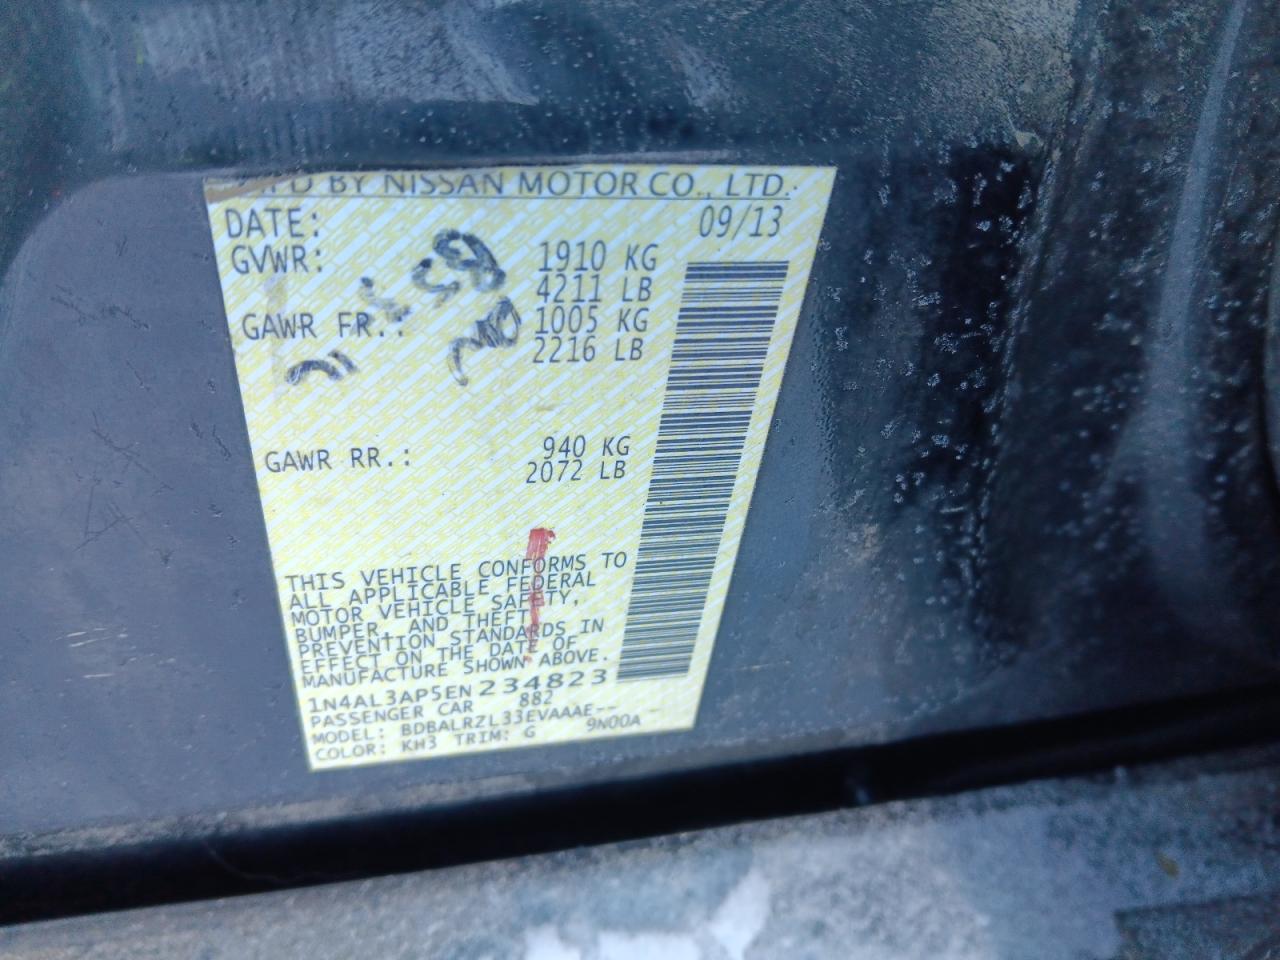 MFD BY NISSAN MOTOR CO., LTD.
DATE: 09/13
GVWR: 1910 KG
4211 LB
GAWR FR.: 1005 KG
2216 LB
GAWR RR.: 940 KG
2072 LB
THIS VEHICLE CONFORMS TO
ALL APPLICABLE FEDERAL
MOTOR VEHICLE SAFETY,
BUMPER, AND THEFT
PREVENTION STANDARDS IN
EFFECT ON THE DATE OF
MANUFACTURE SHOWN ABOVE.
1N4AL3AP5EN234823
PASSENGER CAR 882
MODEL: BDBALRZL33EVAAAE--
COLOR: KH3 TRIM: G 9N00A -